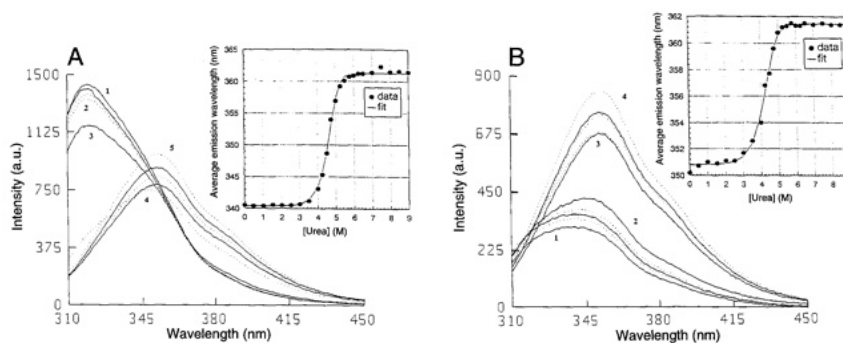 A
Intensity (a.u.)
1500
1125
750
375
0
310
345
380
415
450
Wavelength (nm)
1
2
3
5
4
Average emission wavelength (nm)
365
360
355
350
345
340
0 1 2 3 4 5 6 7 8 9
[Urea] (M)
data
fit
B
Intensity (a.u.)
900
675
450
225
0
310
345
380
415
450
Wavelength (nm)
4
3
2
1
Average emission wavelength (nm)
362
360
358
356
354
352
350
0 1 2 3 4 5 6 7 8
[Urea] (M)
data
fit